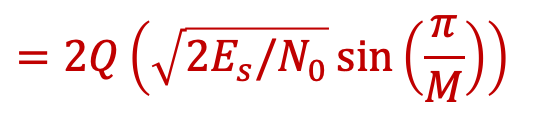 = 2Q(√(2E_s/N_0) sin(π/M))